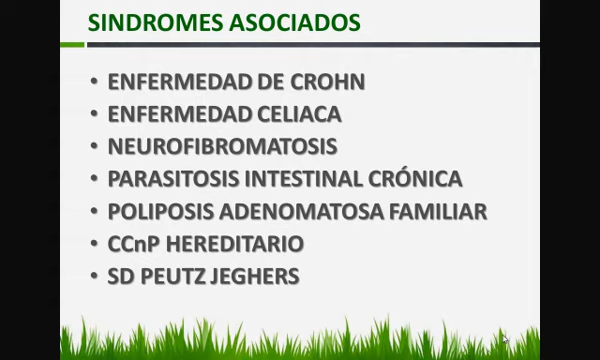 SINDROMES ASOCIADOS
• ENFERMEDAD DE CROHN
• ENFERMEDAD CELIACA
• NEUROFIBROMATOSIS
• PARASITOSIS INTESTINAL CRÓNICA
• POLIPOSIS ADENOMATOSA FAMILIAR
• CCnP HEREDITARIO
• SD PEUTZ JEGHERS